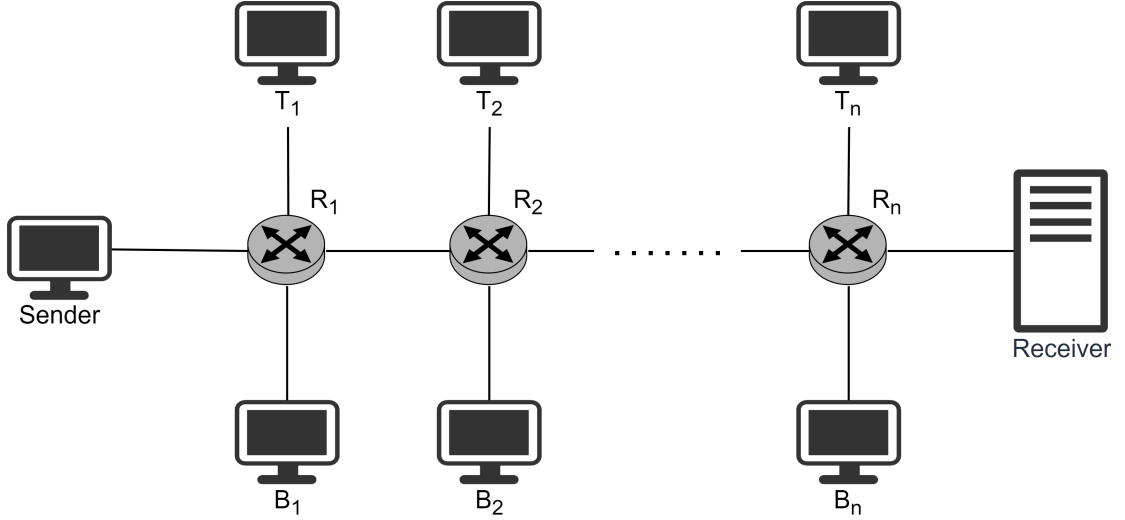 T1 T2 Tn
R1 R2 Rn
Sender
.......
Receiver
B1 B2 Bn